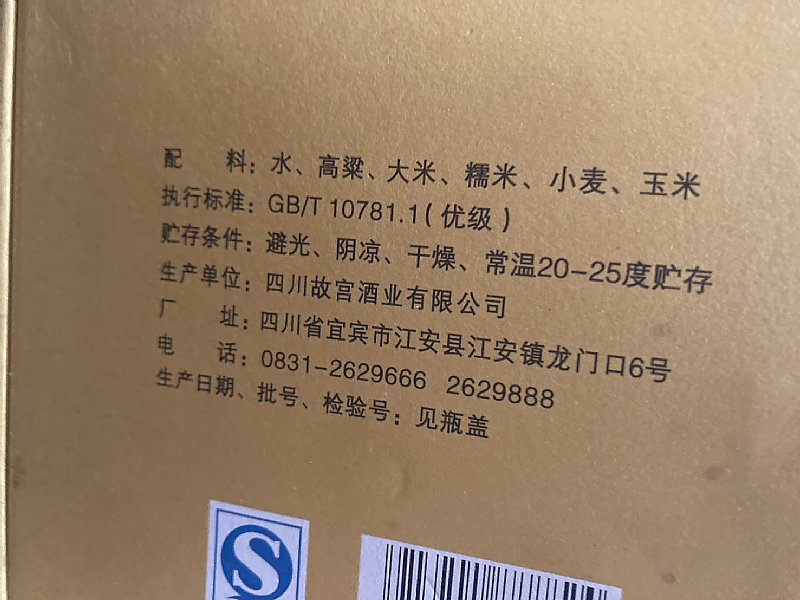 配 料：水、高粱、大米、糯米、小麦、玉米
执行标准：GB/T 10781.1（优级）
贮存条件：避光、阴凉、干燥、常温20-25度贮存
生产单位：四川故宫酒业有限公司
厂 址：四川省宜宾市江安县江安镇龙门口6号
电 话：0831-2629666 2629888
生产日期、批号、检验号：见瓶盖